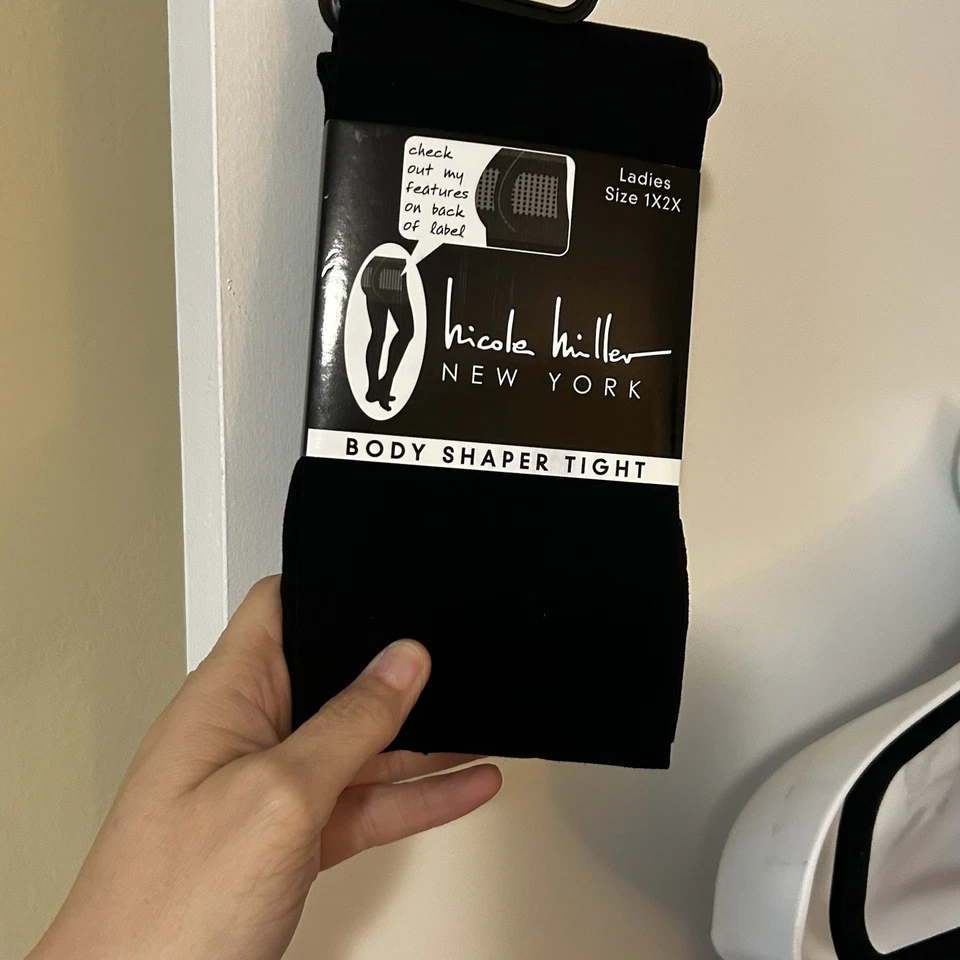 check
out my
features
on back
of label
Ladies
Size 1X2X
nicole miller
NEW YORK
BODY SHAPER TIGHT